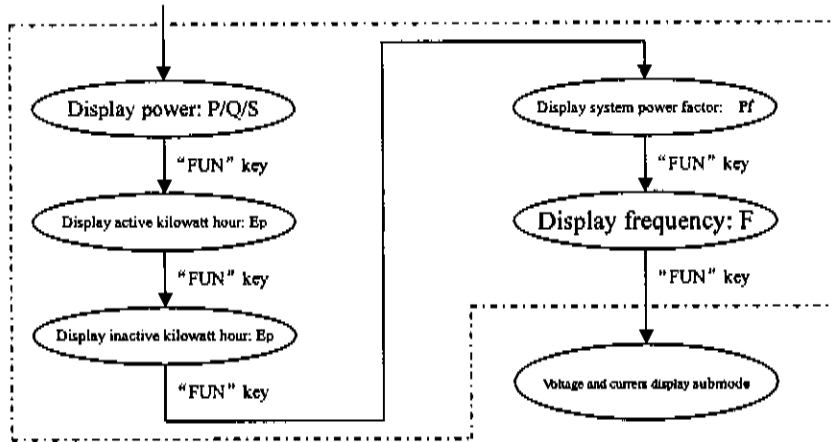 Display power: P/Q/S
“FUN” key
Display active kilowatt hour: Ep
“FUN” key
Display inactive kilowatt hour: Ep
“FUN” key
Display system power factor: Pf
“FUN” key
Display frequency: F
“FUN” key
Voltage and current display submode